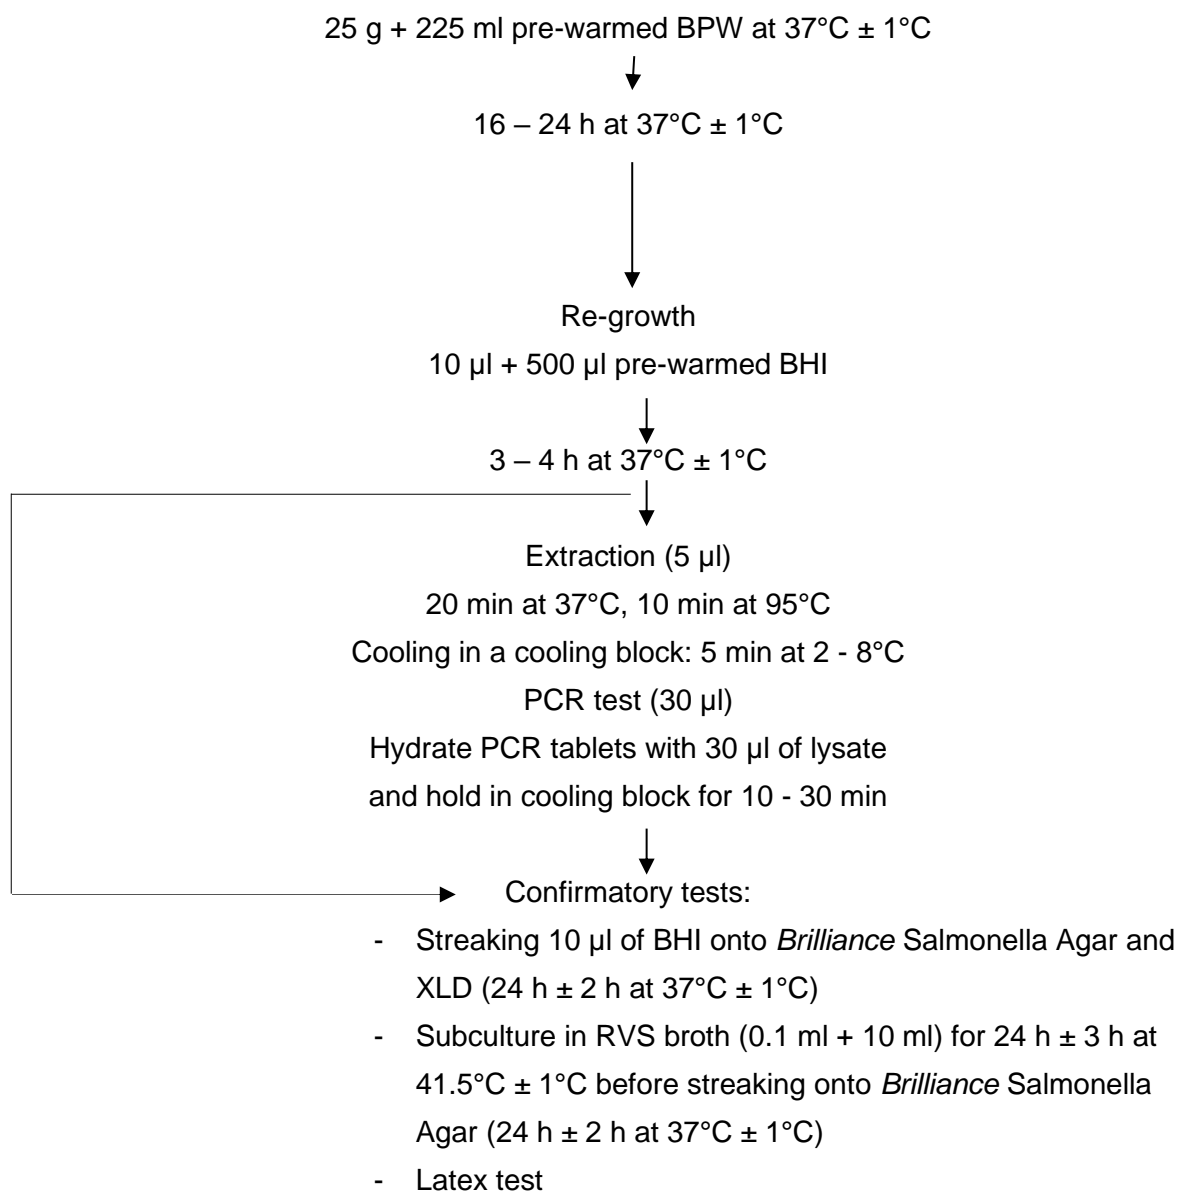 25 g + 225 ml pre-warmed BPW at 37°C ± 1°C
16 – 24 h at 37°C ± 1°C
Re-growth
10 µl + 500 µl pre-warmed BHI
3 – 4 h at 37°C ± 1°C
Extraction (5 µl)
20 min at 37°C, 10 min at 95°C
Cooling in a cooling block: 5 min at 2 - 8°C
PCR test (30 µl)
Hydrate PCR tablets with 30 µl of lysate
and hold in cooling block for 10 - 30 min
Confirmatory tests:
- Streaking 10 µl of BHI onto Brilliance Salmonella Agar and
XLD (24 h ± 2 h at 37°C ± 1°C)
- Subculture in RVS broth (0.1 ml + 10 ml) for 24 h ± 3 h at
41.5°C ± 1°C before streaking onto Brilliance Salmonella
Agar (24 h ± 2 h at 37°C ± 1°C)
- Latex test